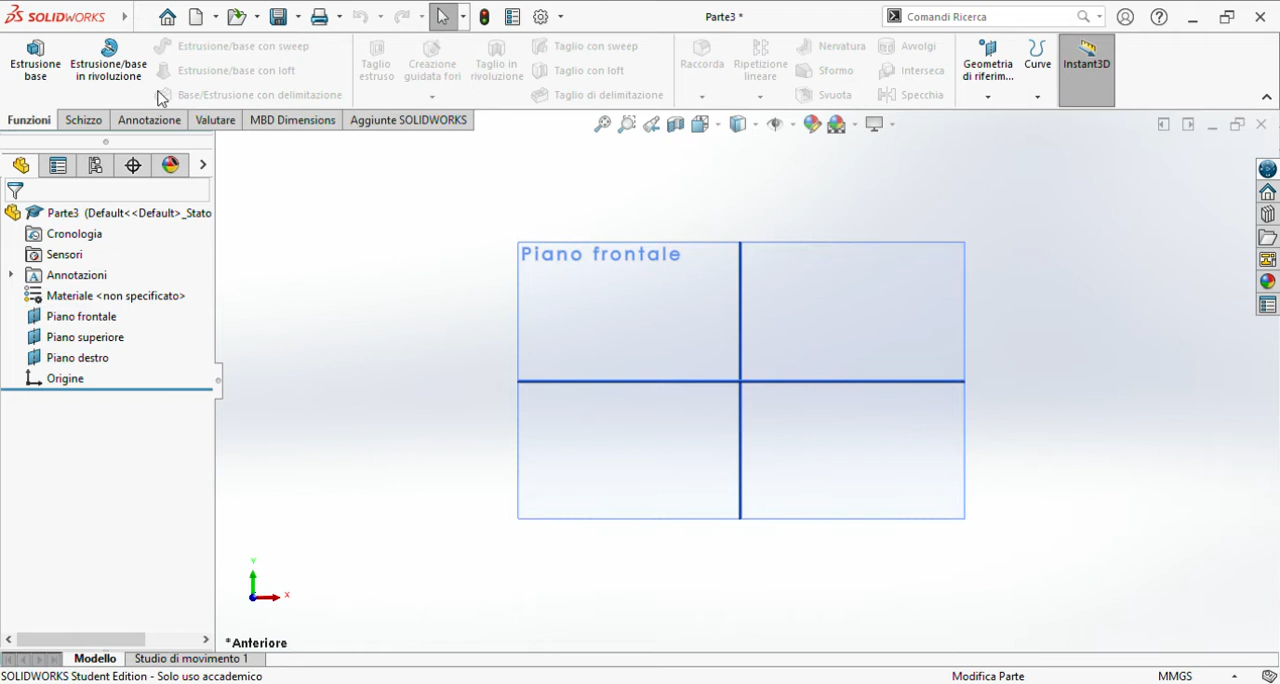 SOLIDWORKS
Parte3 *
Comandi Ricerca
Estrusione base
Estrusione/base in rivoluzione
Estrusione/base con sweep
Estrusione/base con loft
Base/Estrusione con delimitazione
Taglio estruso
Creazione guidata fori
Taglio in rivoluzione
Taglio con sweep
Taglio con loft
Taglio di delimitazione
Raccorda
Ripetizione lineare
Nervatura
Sformo
Svuota
Avvolgi
Interseca
Specchia
Geometria di riferim...
Curve
Instant3D
Funzioni
Schizzo
Annotazione
Valutare
MBD Dimensions
Aggiunte SOLIDWORKS
Parte3 (Default<<Default>_Stato
Cronologia
Sensori
Annotazioni
Materiale <non specificato>
Piano frontale
Piano superiore
Piano destro
Origine
Piano frontale
Y
X
*Anteriore
Modello
Studio di movimento 1
SOLIDWORKS Student Edition - Solo uso accademico
Modifica Parte
MMGS